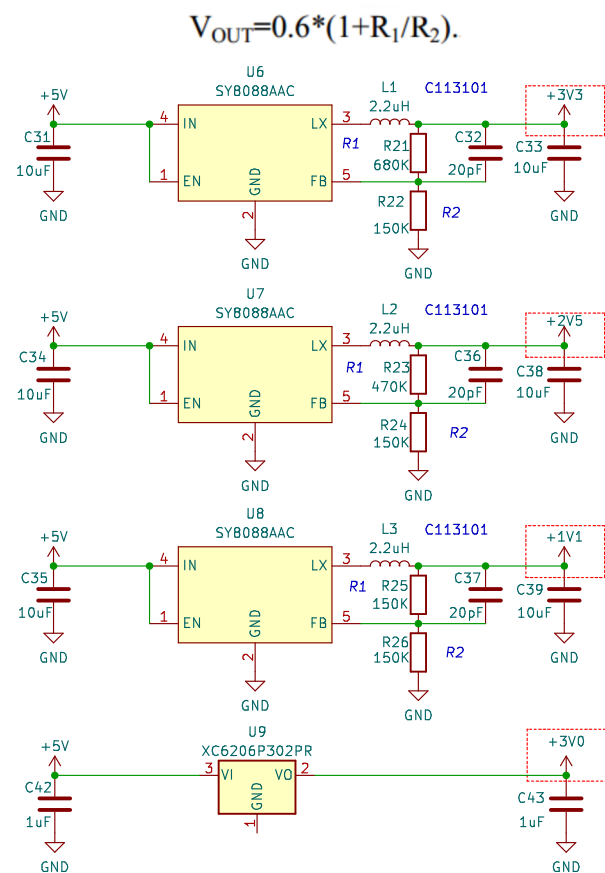 V_OUT=0.6*(1+R_1/R_2).
U6
SY8088AAC
L1
2.2uH
C113101
+5V
+3V3
C31
10uF
4 IN
LX 3
1 EN
FB 5
GND
2
R1
R21
680K
C32
20pF
C33
10uF
R22
150K
R2
GND
GND
GND
GND
U7
SY8088AAC
L2
2.2uH
C113101
+5V
+2V5
C34
10uF
4 IN
LX 3
1 EN
FB 5
GND
2
R1
R23
470K
C36
20pF
C38
10uF
R24
150K
R2
GND
GND
GND
GND
U8
SY8088AAC
L3
2.2uH
C113101
+5V
+1V1
C35
10uF
4 IN
LX 3
1 EN
FB 5
GND
2
R1
R25
150K
C37
20pF
C39
10uF
R26
150K
R2
GND
GND
GND
GND
U9
XC6206P302PR
+5V
+3V0
C42
1uF
3 VI
VO 2
GND
1
C43
1uF
GND
GND